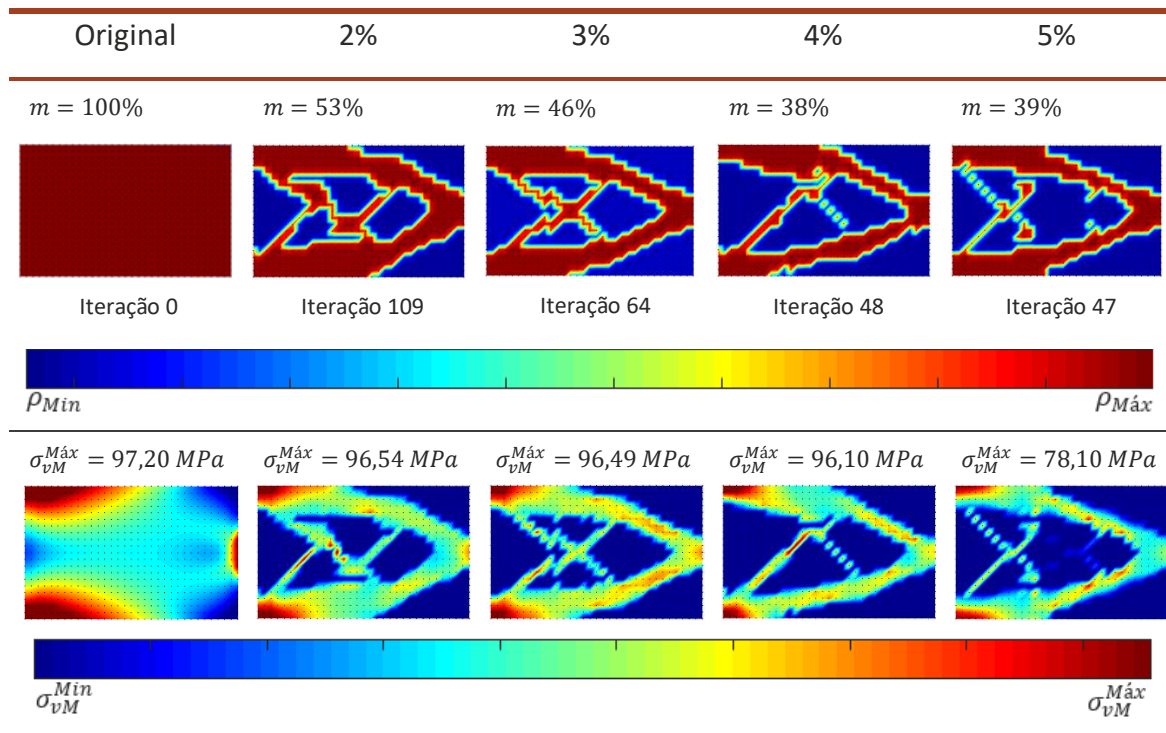 Original 2% 3% 4% 5%
m = 100% m = 53% m = 46% m = 38% m = 39%
Iteração 0 Iteração 109 Iteração 64 Iteração 48 Iteração 47
ρMin ρMáx
σvMMáx = 97,20 MPa σvMMáx = 96,54 MPa σvMMáx = 96,49 MPa σvMMáx = 96,10 MPa σvMMáx = 78,10 MPa
σvMMin σvMMáx